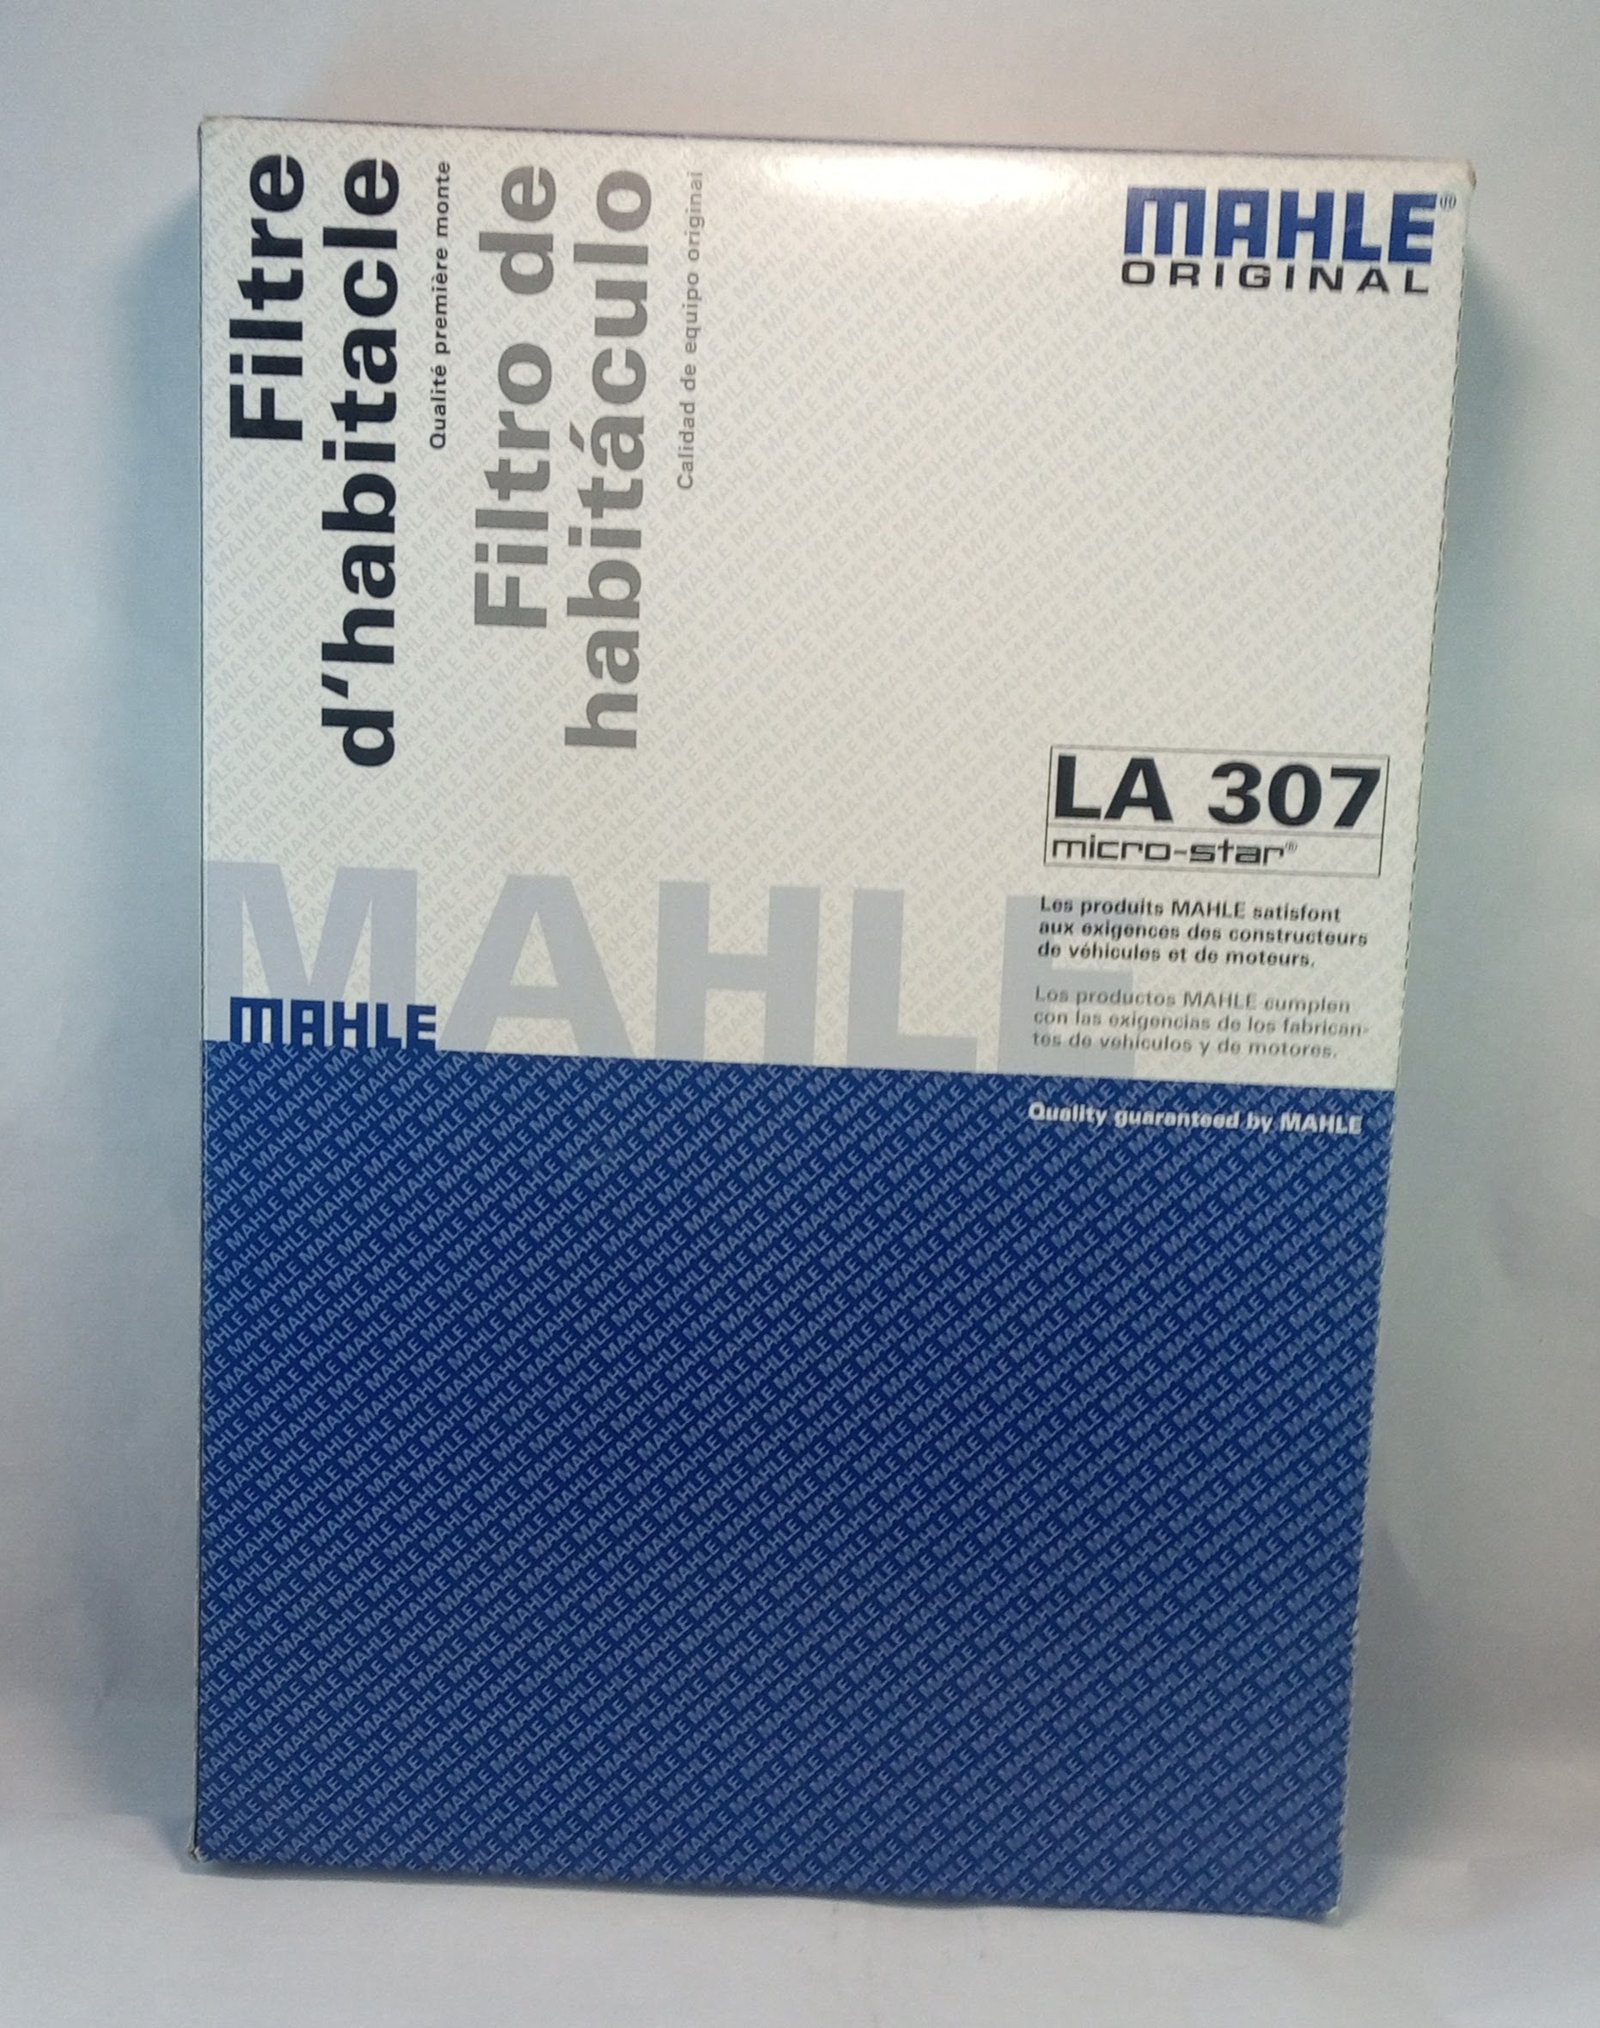 Filtre
d'habitacle
Qualité première monte
Filtro de
habitáculo
Calidad de equipo original
MAHLE®
ORIGINAL
LA 307
micro-star®
Les produits MAHLE satisfont
aux exigences des constructeurs
de véhicules et de moteurs.
Los productos MAHLE cumplen
con las exigencias de los fabrican-
tes de vehículos y de motores.
MAHLE
MAHLE
Quality guaranteed by MAHLE